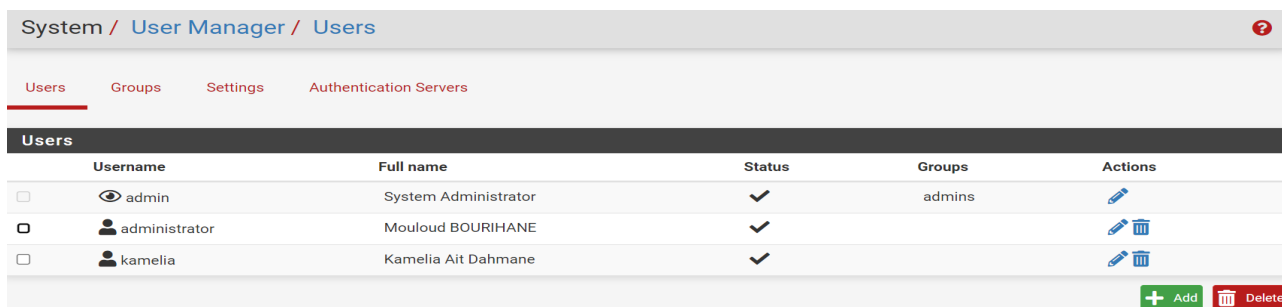 System / User Manager / Users
Users Groups Settings Authentication Servers
Users
Username Full name Status Groups Actions
admin System Administrator admins
administrator Mouloud BOURIHANE
kamelia Kamelia Ait Dahmane
Add Delete